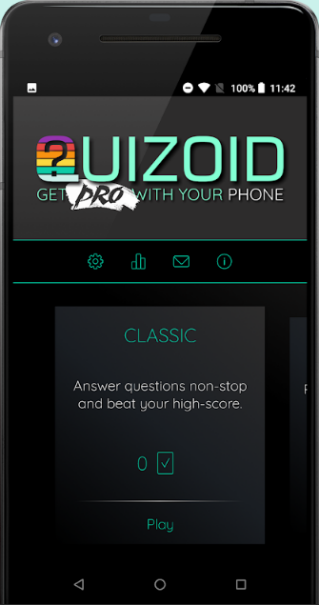 100% 11:42
QUIZOID
GET PRO WITH YOUR PHONE
CLASSIC
Answer questions non-stop
and beat your high-score.
0
Play